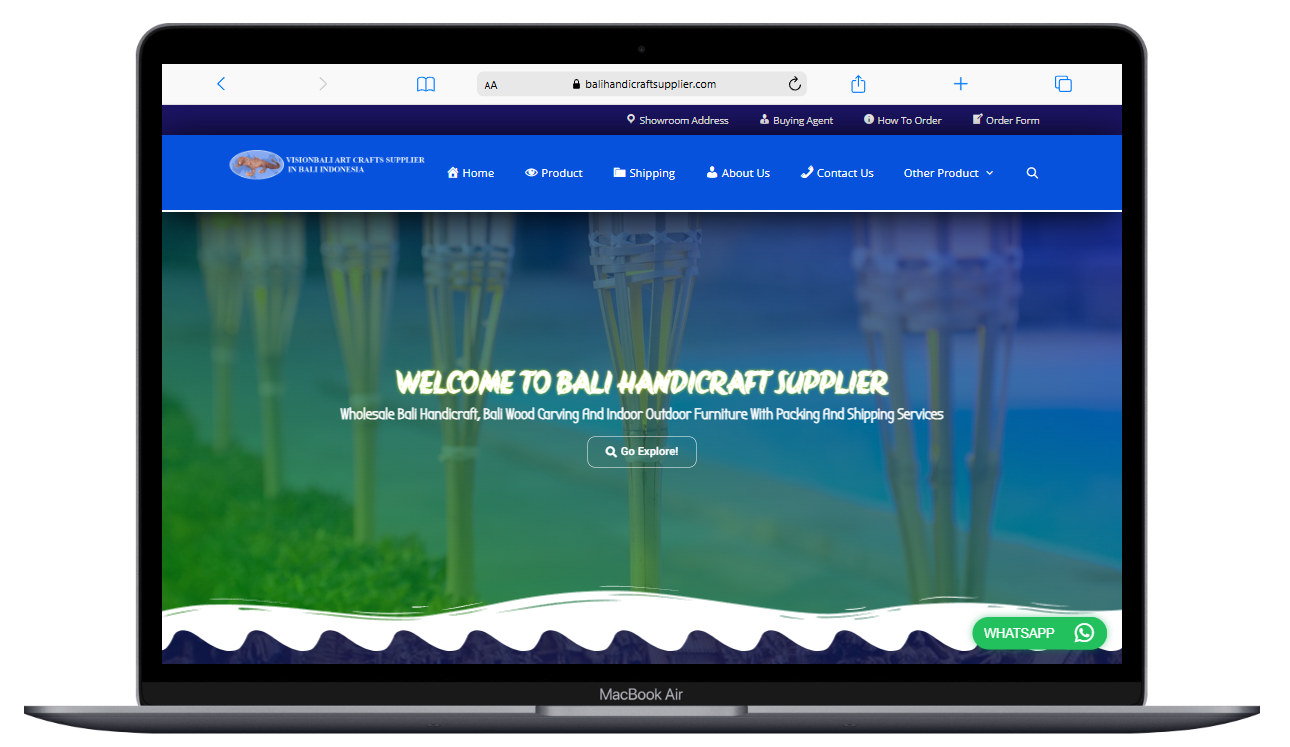 AA balihandicraftsupplier.com
Showroom Address Buying Agent How To Order Order Form
VISIONBALI ART CRAFTS SUPPLIER
IN BALI INDONESIA
Home Product Shipping About Us Contact Us Other Product
WELCOME TO BALI HANDICRAFT SUPPLIER
Wholesale Bali Handicraft, Bali Wood Carving And Indoor Outdoor Furniture With Packing And Shipping Services
Go Explore!
WHATSAPP
MacBook Air